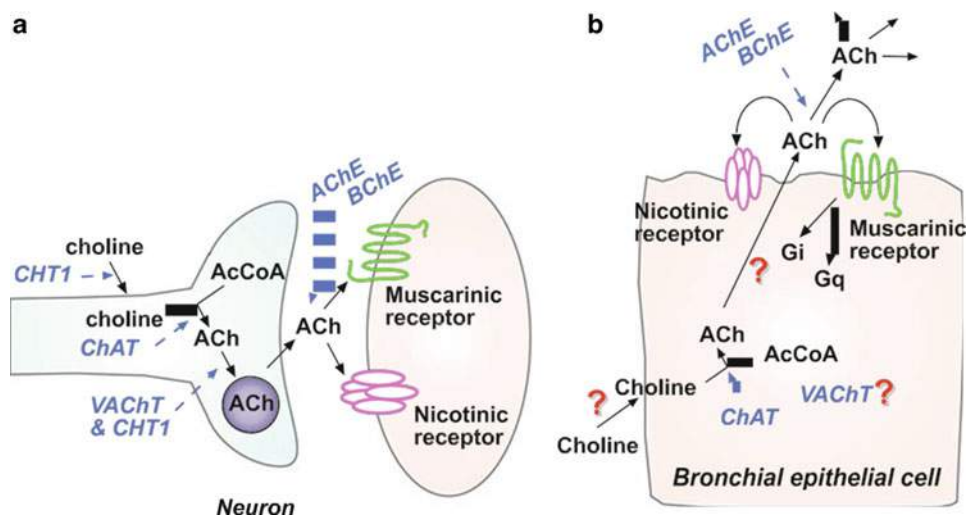 a
choline
CHT1
AcCoA
choline
ChAT
ACh
VAChT
& CHT1
ACh
AChE
BChE
ACh
Muscarinic
receptor
Nicotinic
receptor
Neuron
b
AChE
BChE
ACh
ACh
Nicotinic
receptor
Muscarinic
receptor
Gi
Gq
?
ACh
AcCoA
?
Choline
Choline
ChAT
VAChT ?
Bronchial epithelial cell